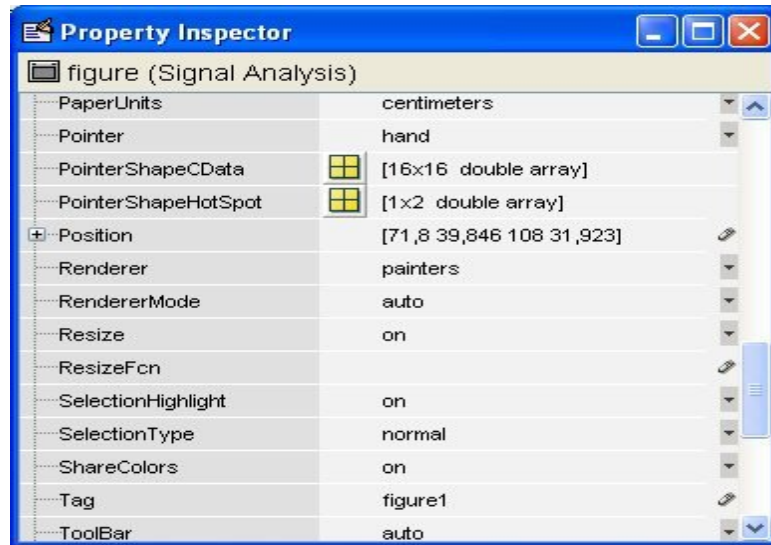 Property Inspector
figure (Signal Analysis)
PaperUnits centimeters
Pointer hand
PointerShapeCData [16x16 double array]
PointerShapeHotSpot [1x2 double array]
Position [71,8 39,846 108 31,923]
Renderer painters
RendererMode auto
Resize on
ResizeFcn
SelectionHighlight on
SelectionType normal
ShareColors on
Tag figure1
ToolBar auto